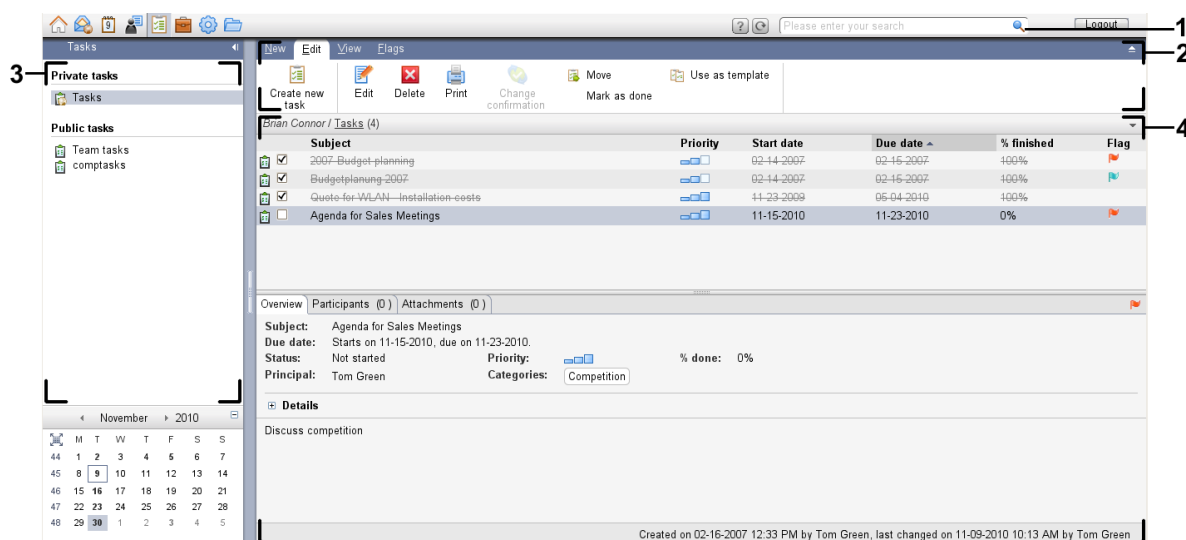 9 ? Please enter your search Logout 1
Tasks New Edit View Flags 2
3
Private tasks
Tasks
Public tasks
Team tasks
comptasks
Create new task Edit Delete Print Change confirmation Move Mark as done Use as template
Brian Connor / Tasks (4) 4
Subject Priority Start date Due date % finished Flag
2007 Budget planning 02-14-2007 02-15-2007 100%
Budgetplanung 2007 02-14-2007 02-15-2007 100%
Quote for WLAN - Installation costs 11-23-2009 05-04-2010 100%
Agenda for Sales Meetings 11-15-2010 11-23-2010 0%
Overview Participants (0) Attachments (0)
Subject: Agenda for Sales Meetings
Due date: Starts on 11-15-2010, due on 11-23-2010.
Status: Not started Priority: % done: 0%
Principal: Tom Green Categories: Competition
Details
Discuss competition
November 2010
M T W T F S S
44 1 2 3 4 5 6 7
45 8 9 10 11 12 13 14
46 15 16 17 18 19 20 21
47 22 23 24 25 26 27 28
48 29 30 1 2 3 4 5
Created on 02-16-2007 12:33 PM by Tom Green, last changed on 11-09-2010 10:13 AM by Tom Green